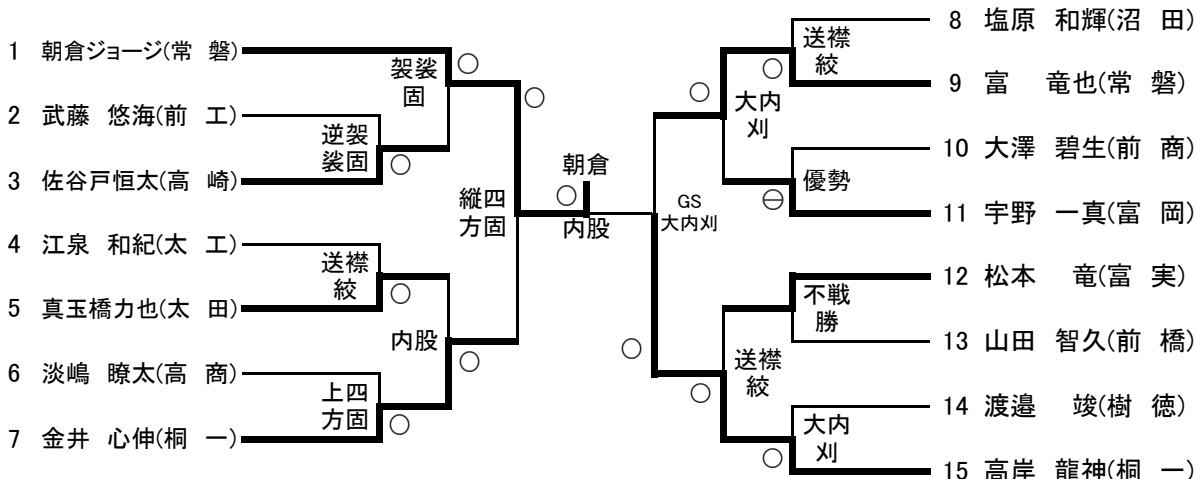 1 朝倉ジョージ(常 磐)
2 武藤 悠海(前 工)
3 佐谷戸恒太(高 崎)
4 江泉 和紀(太 工)
5 真玉橋力也(太 田)
6 淡嶋 瞭太(高 商)
7 金井 心伸(桐 一)
逆袈
裟固
送襟
絞
上四
方固
袈裟
固
内股
縦四
方固
朝倉
内股
GS
大内刈
大内
刈
送襟
絞
送襟
絞
優勢
不戦
勝
大内
刈
8 塩原 和輝(沼 田)
9 富 竜也(常 磐)
10 大澤 碧生(前 商)
11 宇野 一真(富 岡)
12 松本 竜(富 実)
13 山田 智久(前 橋)
14 渡邉 竣(樹 徳)
15 高岸 龍神(桐 一)